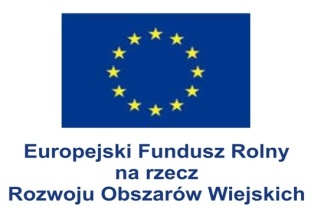 Europejski Fundusz Rolny
na rzecz
Rozwoju Obszarów Wiejskich